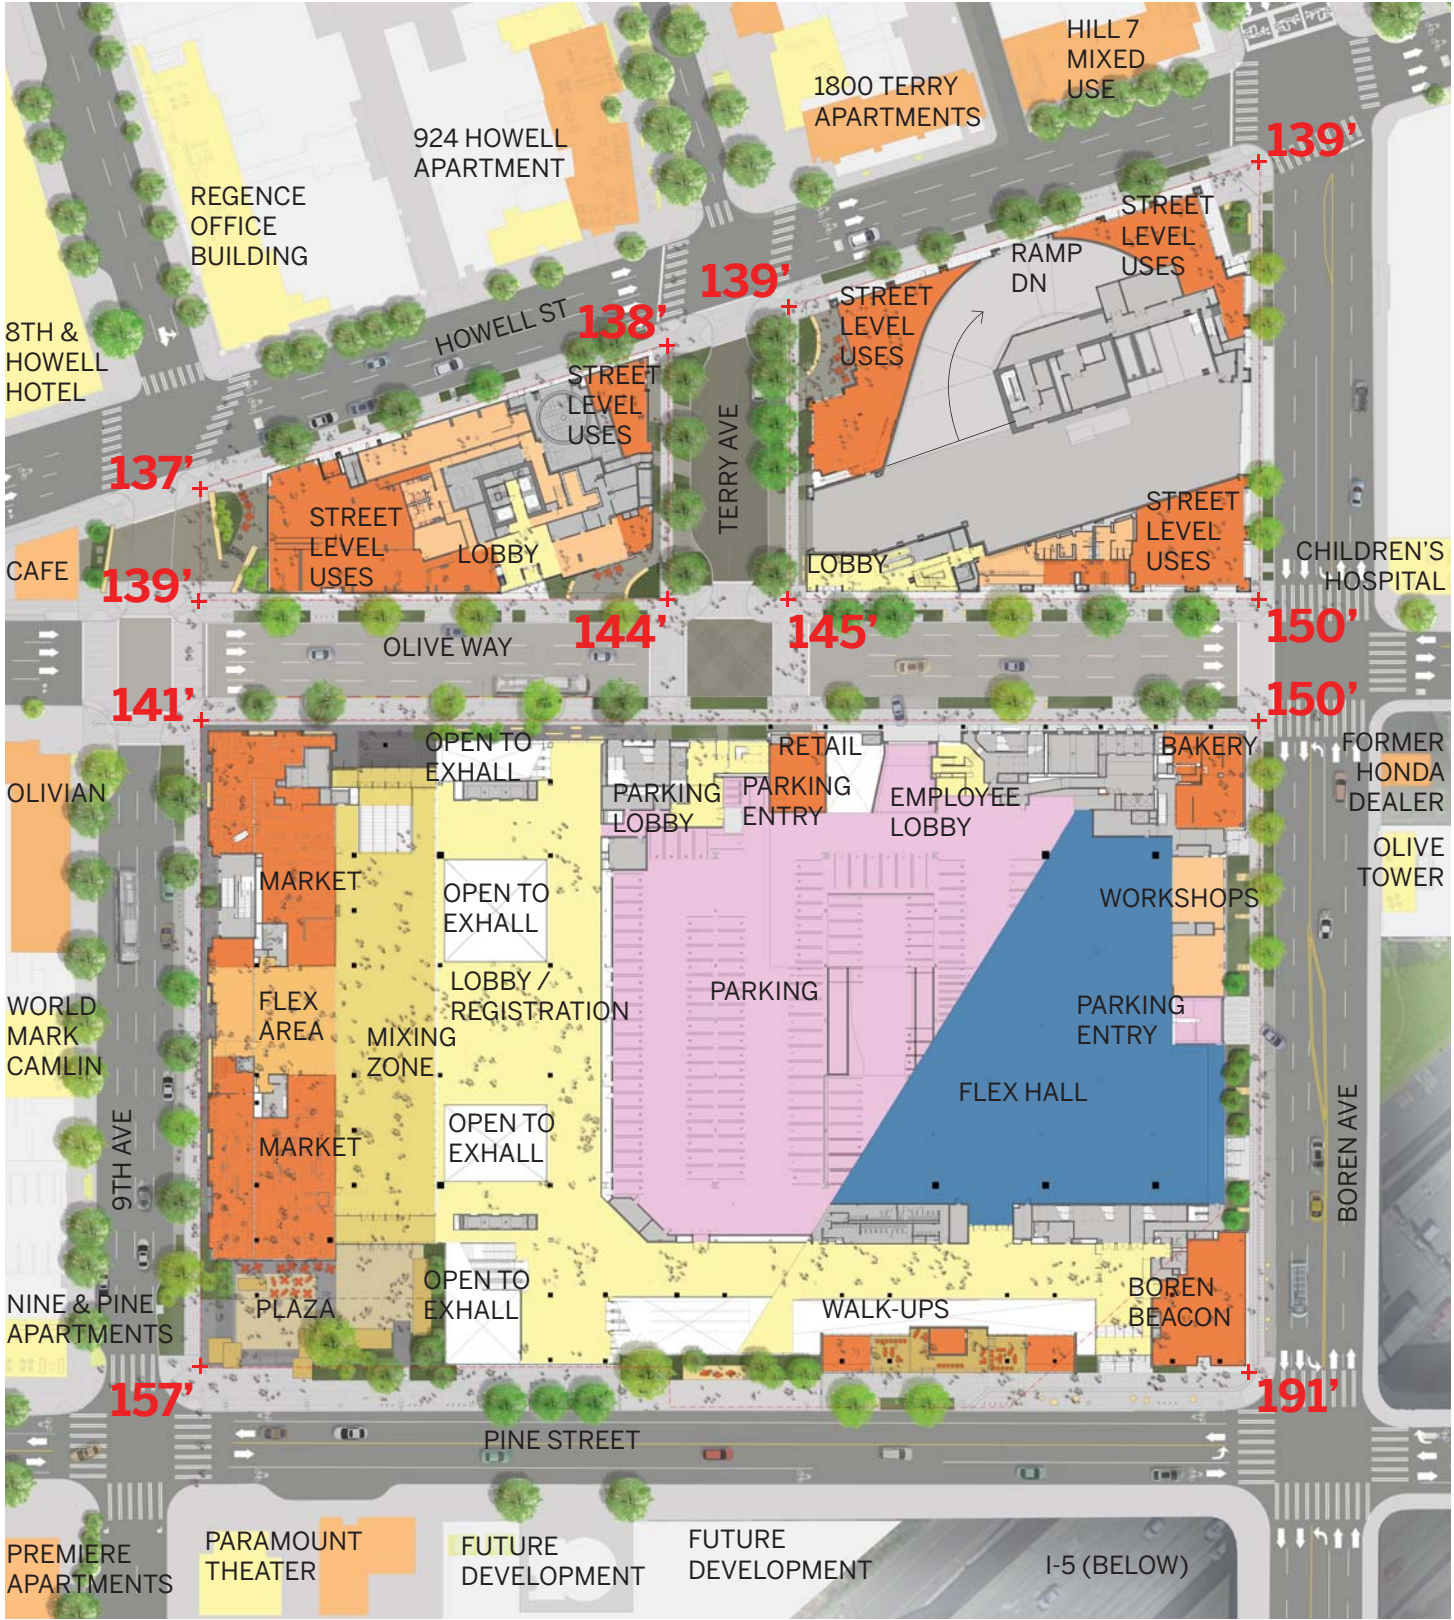 HILL 7
MIXED
USE
1800 TERRY
APARTMENTS
924 HOWELL
APARTMENT
139'
REGENCE
OFFICE
BUILDING
STREET
LEVEL
USES
RAMP
DN
139'
STREET
LEVEL
USES
HOWELL ST
138'
8TH &
HOWELL
HOTEL
STREET
LEVEL
USES
TERRY AVE
137'
STREET
LEVEL
USES
LOBBY
STREET
LEVEL
USES
LOBBY
CAFE
139'
CHILDREN'S
HOSPITAL
144'
145'
150'
OLIVE WAY
141'
150'
OPEN TO
EXHALL
RETAIL
BAKERY
FORMER
HONDA
DEALER
OLIVIAN
PARKING
LOBBY
PARKING
ENTRY
EMPLOYEE
LOBBY
OLIVE
TOWER
MARKET
OPEN TO
EXHALL
WORKSHOPS
LOBBY /
REGISTRATION
PARKING
FLEX
AREA
MIXING
ZONE
PARKING
ENTRY
WORLD
MARK
CAMLIN
FLEX HALL
OPEN TO
EXHALL
MARKET
9TH AVE
BOREN AVE
NINE & PINE
APARTMENTS
PLAZA
OPEN TO
EXHALL
WALK-UPS
BOREN
BEACON
157'
191'
PINE STREET
PREMIERE
APARTMENTS
PARAMOUNT
THEATER
FUTURE
DEVELOPMENT
FUTURE
DEVELOPMENT
I-5 (BELOW)